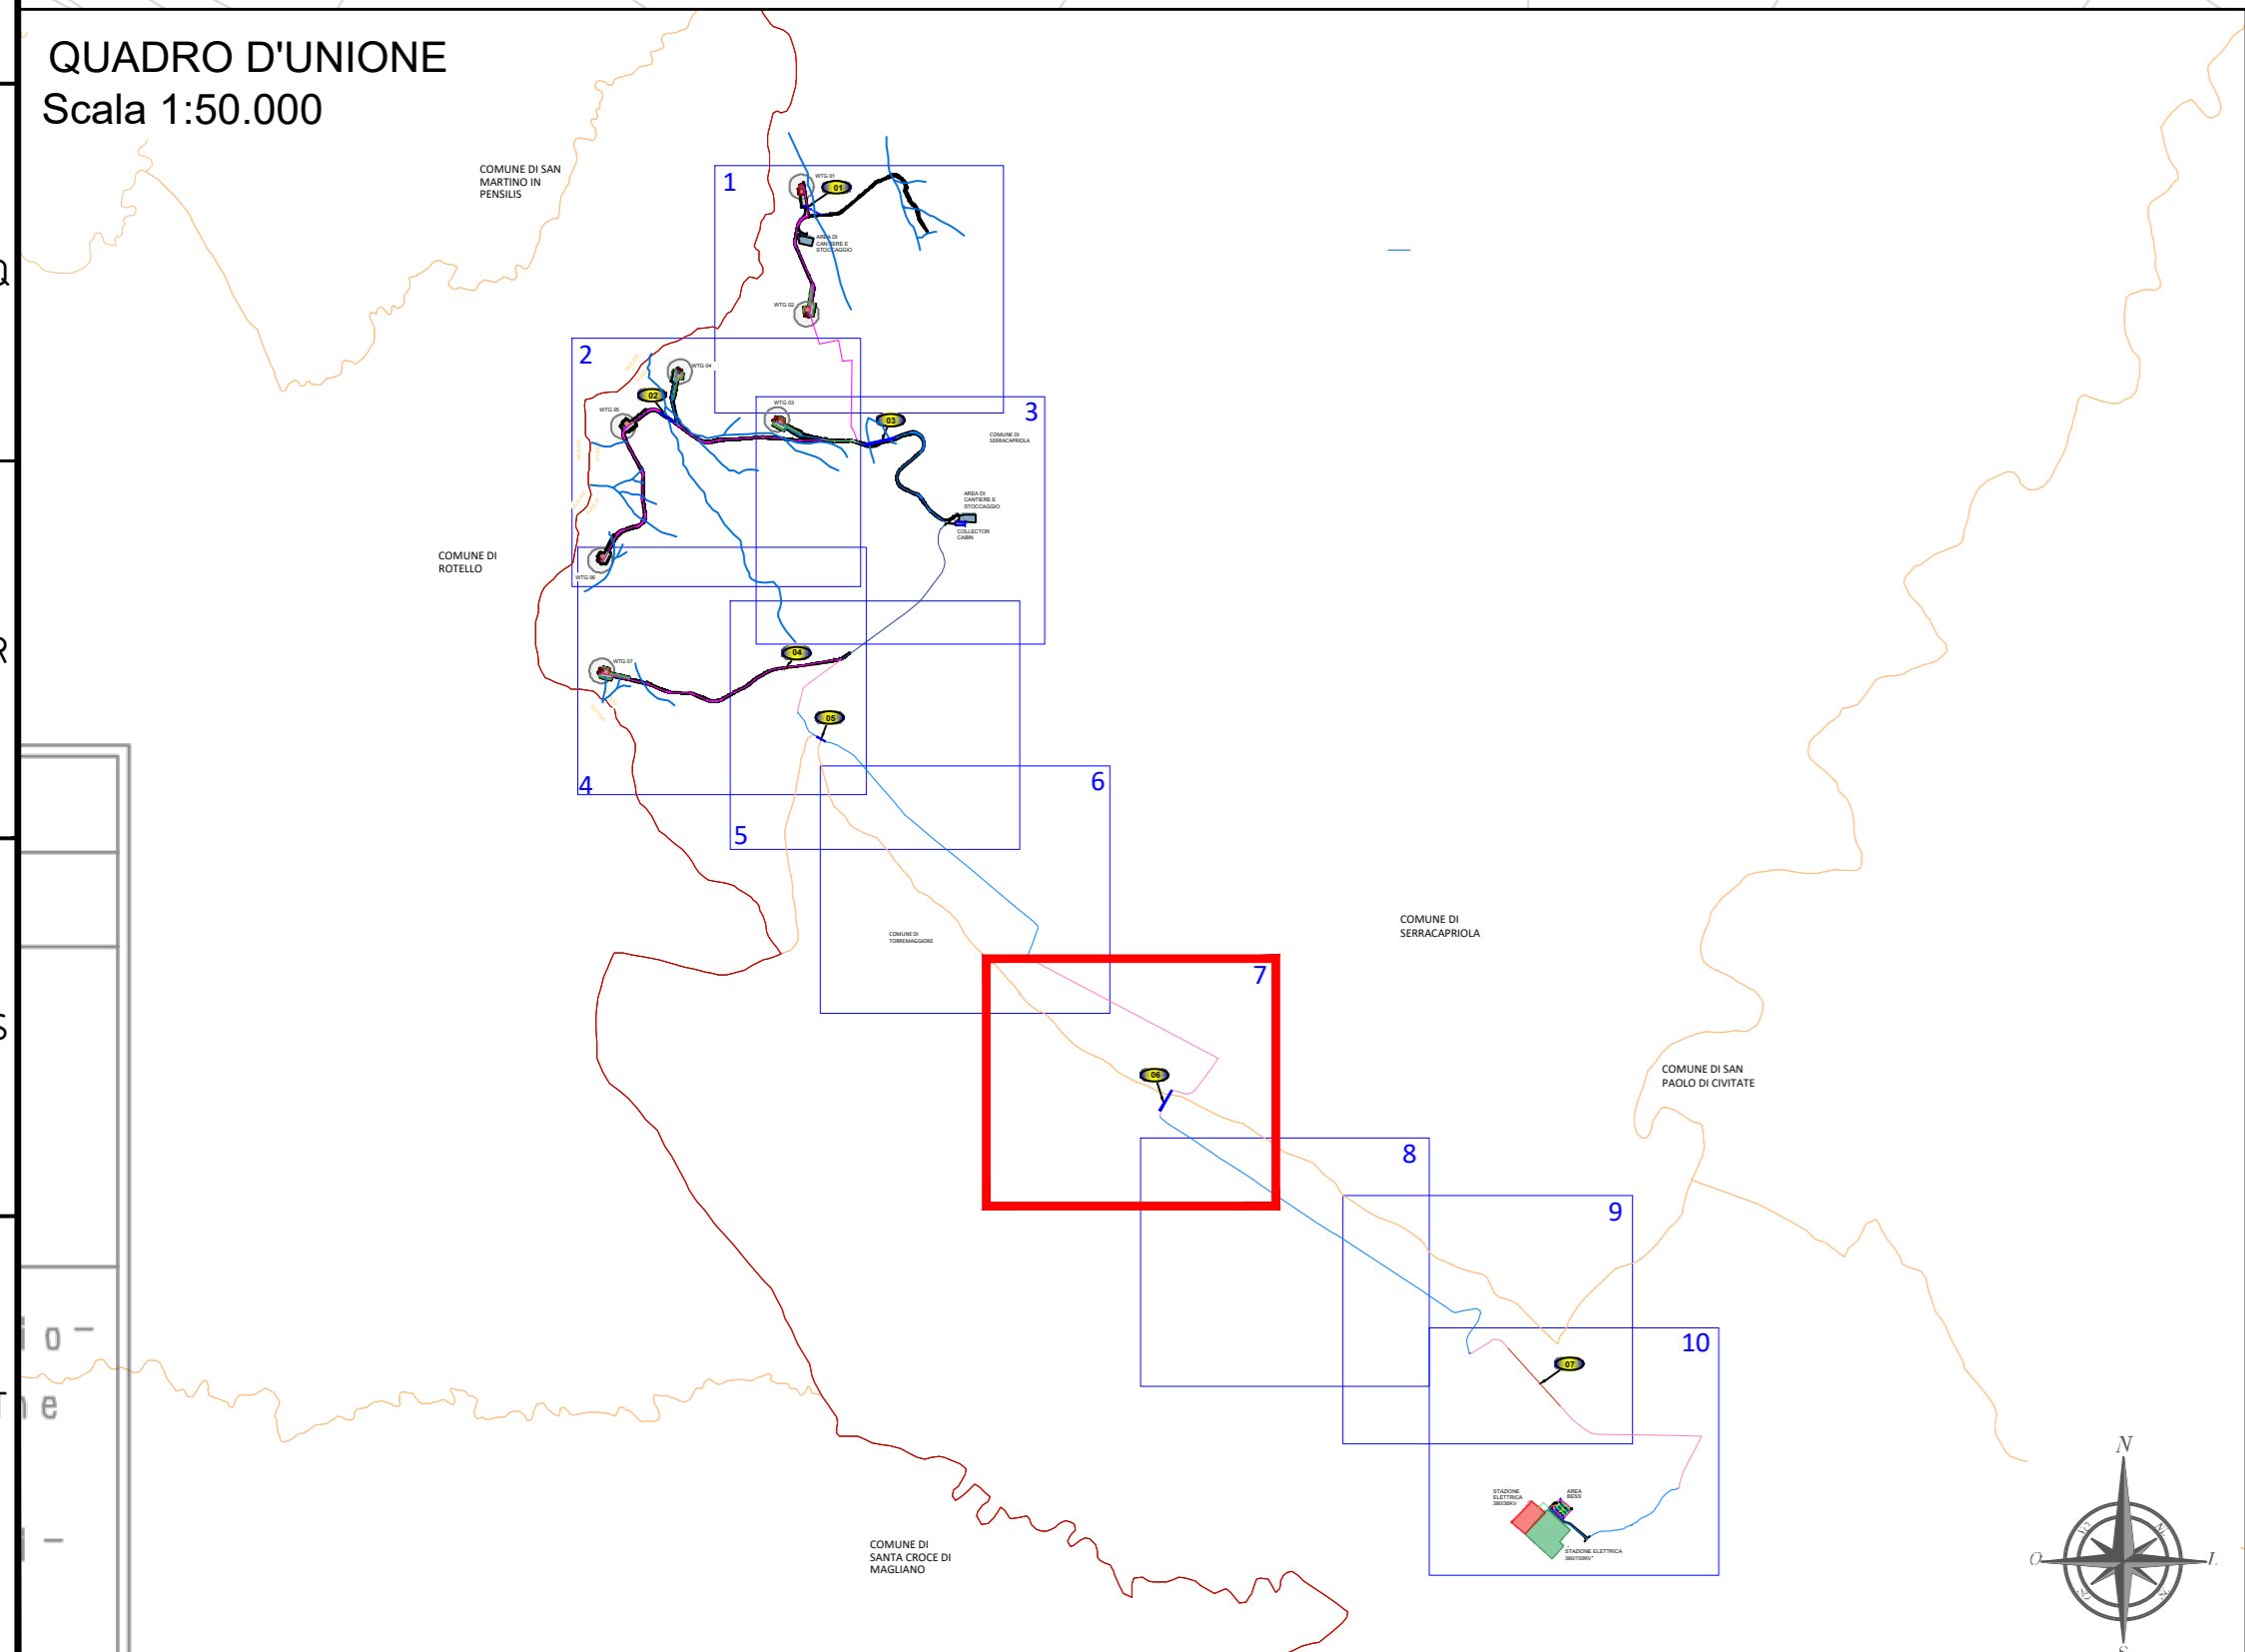 QUADRO D'UNIONE
Scala 1:50.000
COMUNE DI SAN
MARTINO IN
PENSILIS
1
WTG 01
01
AREA DI
CANTIERE E
STOCCAGGIO
WTG 02
2
WTG 04
02
WTG 05
WTG 03
03
3
COMUNE DI
SERRACAPRIOLA
AREA DI
CANTIERE E
STOCCAGGIO
COLLECTOR
CABIN
COMUNE DI
ROTELLO
WTG 06
WTG 07
04
05
4
5
6
COMUNE DI
TORREMAGGIORE
COMUNE DI
SERRACAPRIOLA
7
06
COMUNE DI SAN
PAOLO DI CIVITATE
8
9
10
07
STAZIONE
ELETTRICA
380/36KV
AREA
BESS
STAZIONE ELETTRICA
380/150KV
COMUNE DI
SANTA CROCE DI
MAGLIANO
Q
R
S
T
io-
ne
-
N
O
L
S